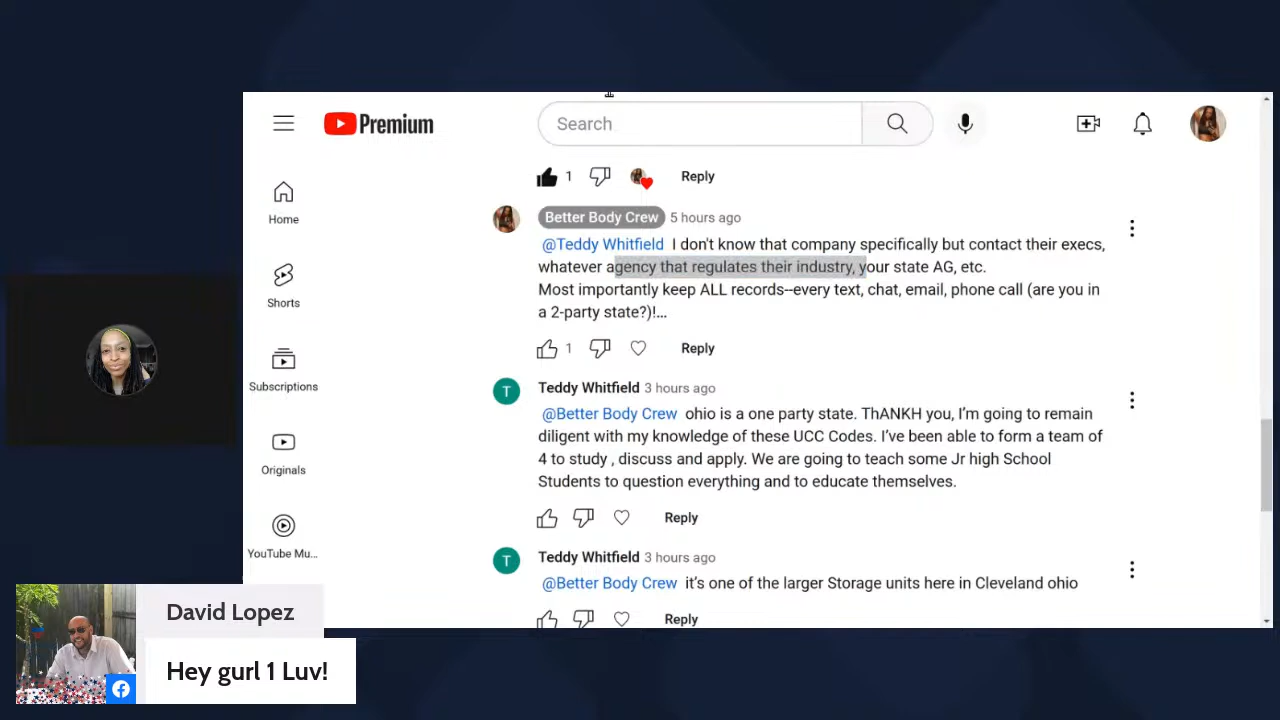 Premium
Search
Home
Shorts
Subscriptions
Originals
YouTube Mu...
1
Reply
Better Body Crew 5 hours ago
@Teddy Whitfield I don't know that company specifically but contact their execs,
whatever agency that regulates their industry, your state AG, etc.
Most importantly keep ALL records--every text, chat, email, phone call (are you in
a 2-party state?)!...
1
Reply
T
Teddy Whitfield 3 hours ago
@Better Body Crew ohio is a one party state. ThANKH you, I'm going to remain
diligent with my knowledge of these UCC Codes. I've been able to form a team of
4 to study , discuss and apply. We are going to teach some Jr high School
Students to question everything and to educate themselves.
Reply
T
Teddy Whitfield 3 hours ago
@Better Body Crew it's one of the larger Storage units here in Cleveland ohio
Reply
David Lopez
Hey gurl 1 Luv!